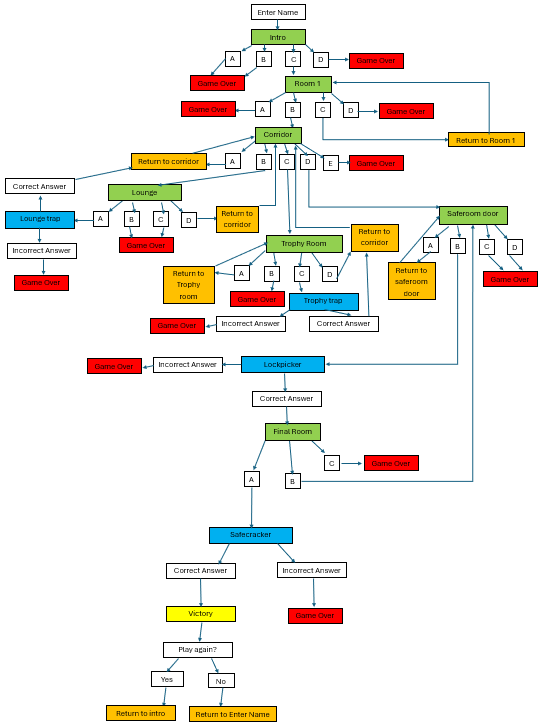 Enter Name
Intro
A
B
C
D
Game Over
Game Over
Room 1
Game Over
A
B
C
D
Game Over
Corridor
Return to Room 1
Return to corridor
A
B
C
D
E
Game Over
Correct Answer
Lounge
Lounge trap
A
B
C
D
Return to
corridor
Saferoom door
Incorrect Answer
Game Over
Trophy Room
Return to
corridor
A
B
C
D
Game Over
Game Over
Return to
Trophy
room
A
B
C
D
Return to
saferoom
door
Game Over
Trophy trap
Game Over
Incorrect Answer
Correct Answer
Game Over
Incorrect Answer
Lockpicker
Correct Answer
Final Room
A
B
C
Game Over
Safecracker
Correct Answer
Incorrect Answer
Victory
Game Over
Play again?
Yes
No
Return to intro
Return to Enter Name